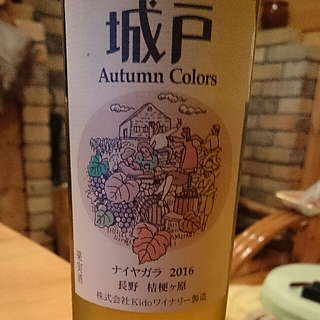 城戸
Autumn Colors
果実酒
ナイヤガラ 2016
長野 桔梗ヶ原
株式会社Kidoワイナリー製造